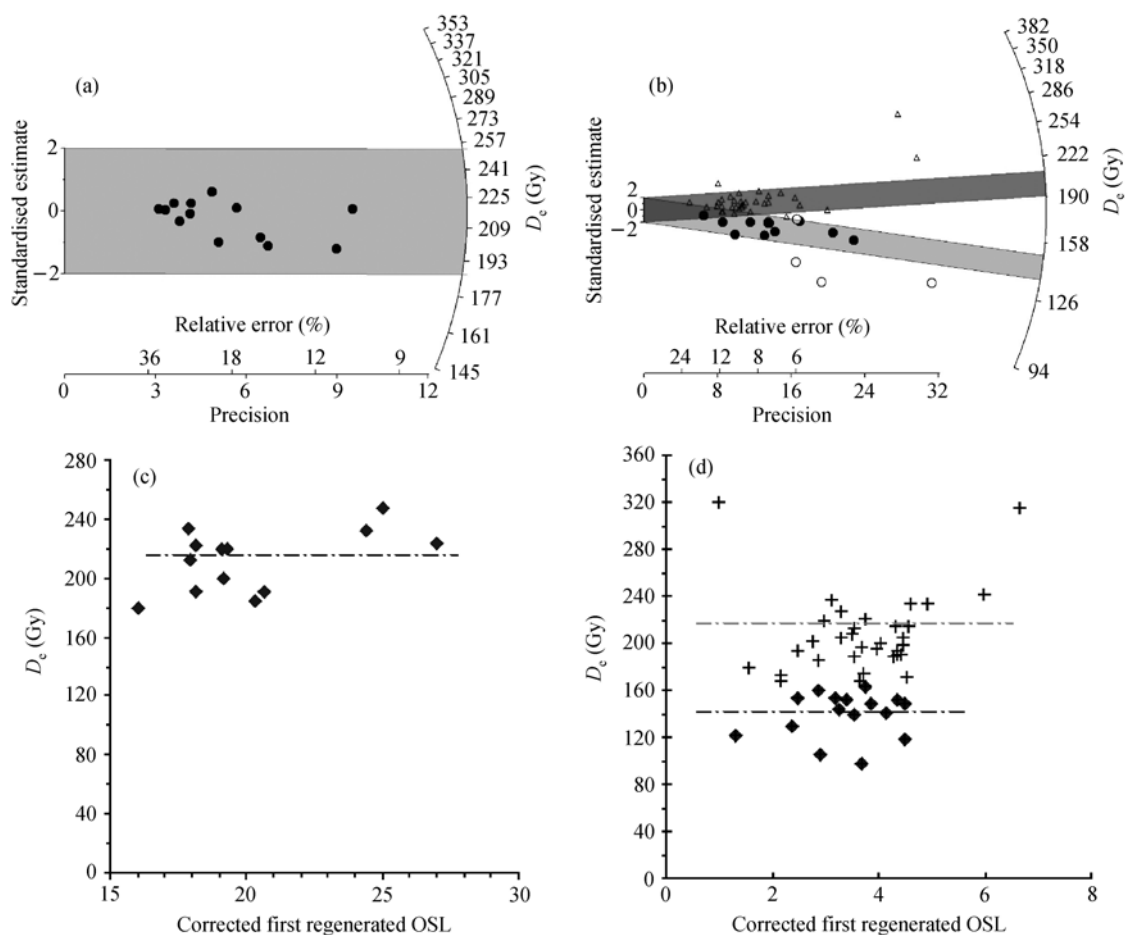 (a)
Standardised estimate
2
0
−2
353
337
321
305
289
273
257
241
225
209
193
177
161
145
De (Gy)
Relative error (%)
36 18 12 9
0 3 6 9 12
Precision
(b)
Standardised estimate
2
0
−2
382
350
318
286
254
222
190
158
126
94
De (Gy)
Relative error (%)
24 12 8 6
0 8 16 24 32
Precision
(c)
De (Gy)
280
240
200
160
120
80
40
0
15 20 25 30
Corrected first regenerated OSL
(d)
De (Gy)
360
320
280
240
200
160
120
80
40
0
0 2 4 6 8
Corrected first regenerated OSL